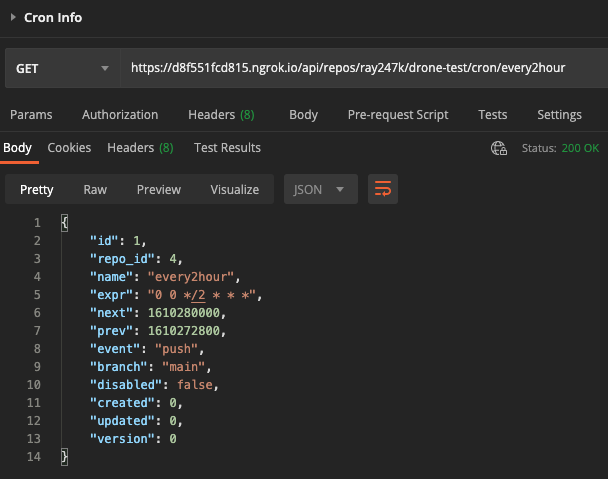 Cron Info
GET https://d8f551fcd815.ngrok.io/api/repos/ray247k/drone-test/cron/every2hour
Params Authorization Headers (8) Body Pre-request Script Tests Settings
Body Cookies Headers (8) Test Results Status: 200 OK
Pretty Raw Preview Visualize JSON
1 {
2 "id": 1,
3 "repo_id": 4,
4 "name": "every2hour",
5 "expr": "0 0 */2 * * *",
6 "next": 1610280000,
7 "prev": 1610272800,
8 "event": "push",
9 "branch": "main",
10 "disabled": false,
11 "created": 0,
12 "updated": 0,
13 "version": 0
14 }